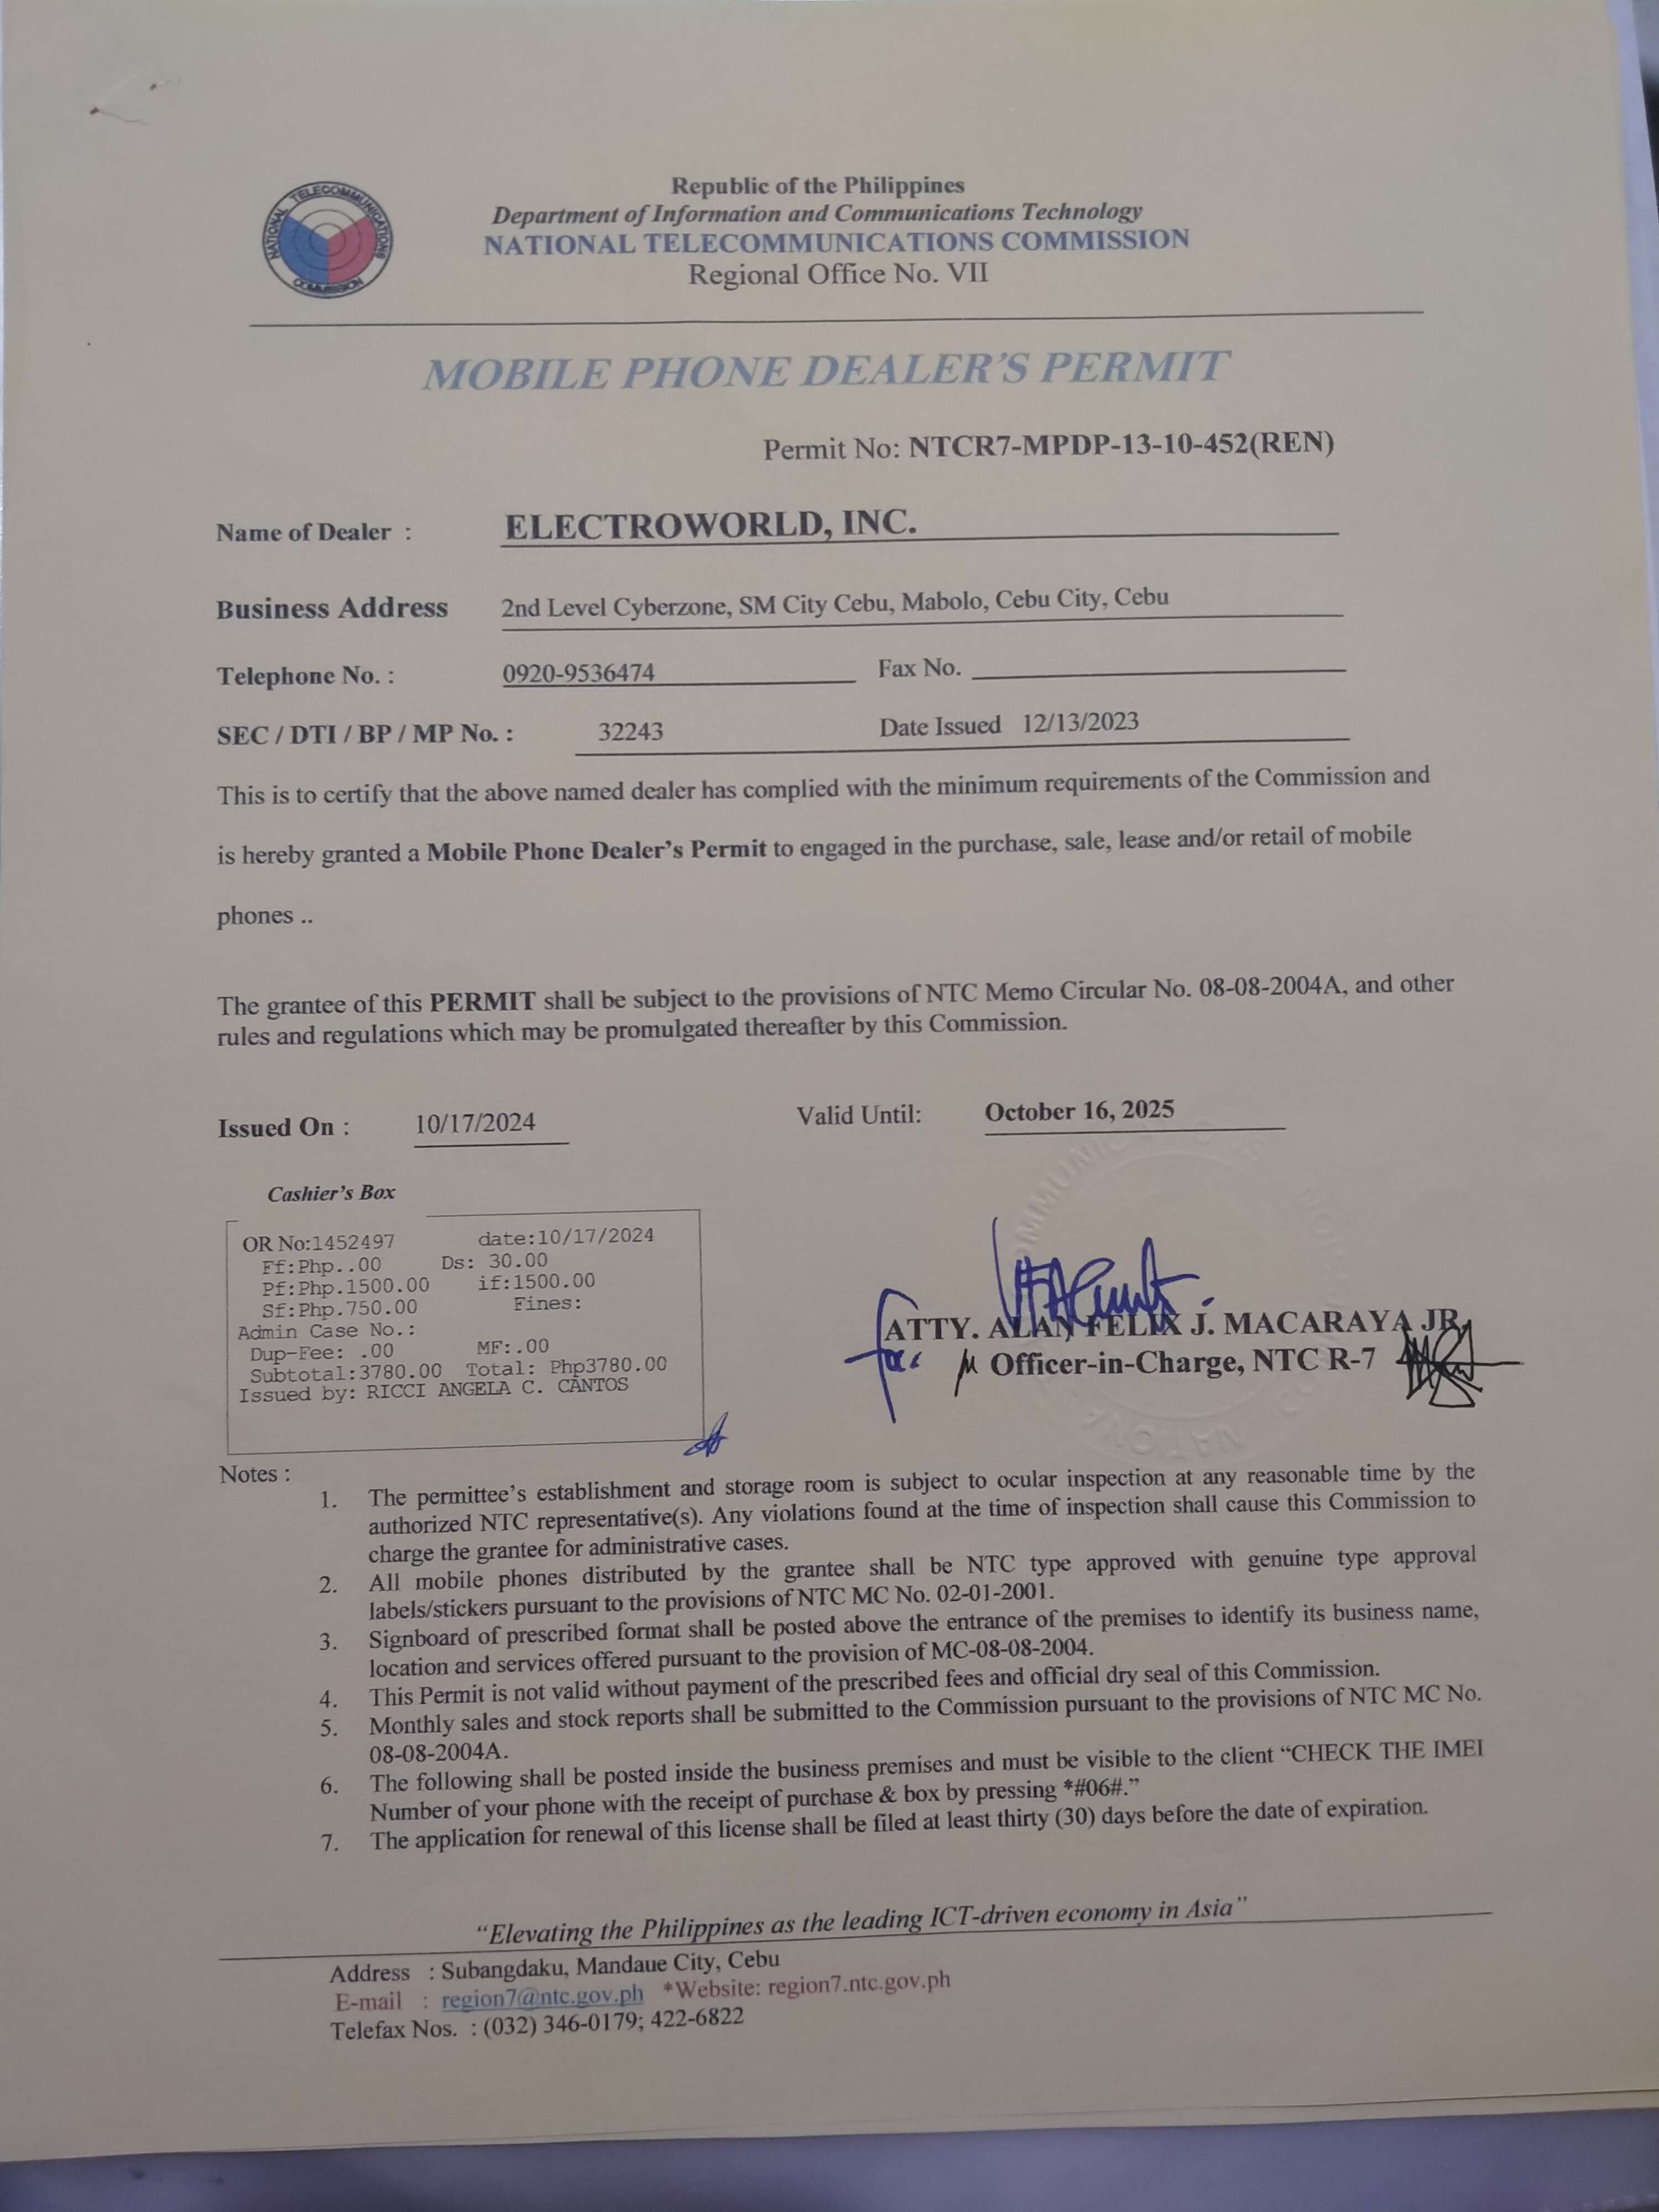 NATIONAL TELECOMMUNICATIONS COMMISSION
Republic of the Philippines
Department of Information and Communications Technology
NATIONAL TELECOMMUNICATIONS COMMISSION
Regional Office No. VII
MOBILE PHONE DEALER'S PERMIT
Permit No: NTCR7-MPDP-13-10-452(REN)
Name of Dealer : ELECTROWORLD, INC.
Business Address 2nd Level Cyberzone, SM City Cebu, Mabolo, Cebu City, Cebu
Telephone No. : 0920-9536474 Fax No.
SEC / DTI / BP / MP No. : 32243 Date Issued 12/13/2023
This is to certify that the above named dealer has complied with the minimum requirements of the Commission and
is hereby granted a Mobile Phone Dealer's Permit to engaged in the purchase, sale, lease and/or retail of mobile
phones ..
The grantee of this PERMIT shall be subject to the provisions of NTC Memo Circular No. 08-08-2004A, and other
rules and regulations which may be promulgated thereafter by this Commission.
Issued On : 10/17/2024 Valid Until: October 16, 2025
Cashier's Box
OR No:1452497 date:10/17/2024
Ff:Php..00 Ds: 30.00
Pf:Php.1500.00 if:1500.00
Sf:Php.750.00 Fines:
Admin Case No.:
Dup-Fee: .00 MF:.00
Subtotal:3780.00 Total: Php3780.00
Issued by: RICCI ANGELA C. CANTOS
ATTY. ALAN FELIX J. MACARAYA JR.
for Officer-in-Charge, NTC R-7
Notes :
1. The permittee's establishment and storage room is subject to ocular inspection at any reasonable time by the
authorized NTC representative(s). Any violations found at the time of inspection shall cause this Commission to
charge the grantee for administrative cases.
2. All mobile phones distributed by the grantee shall be NTC type approved with genuine type approval
labels/stickers pursuant to the provisions of NTC MC No. 02-01-2001.
3. Signboard of prescribed format shall be posted above the entrance of the premises to identify its business name,
location and services offered pursuant to the provision of MC-08-08-2004.
4. This Permit is not valid without payment of the prescribed fees and official dry seal of this Commission.
5. Monthly sales and stock reports shall be submitted to the Commission pursuant to the provisions of NTC MC No.
08-08-2004A.
6. The following shall be posted inside the business premises and must be visible to the client “CHECK THE IMEI
Number of your phone with the receipt of purchase & box by pressing *#06#.”
7. The application for renewal of this license shall be filed at least thirty (30) days before the date of expiration.
“Elevating the Philippines as the leading ICT-driven economy in Asia”
Address : Subangdaku, Mandaue City, Cebu
E-mail : region7@ntc.gov.ph *Website: region7.ntc.gov.ph
Telefax Nos. : (032) 346-0179; 422-6822